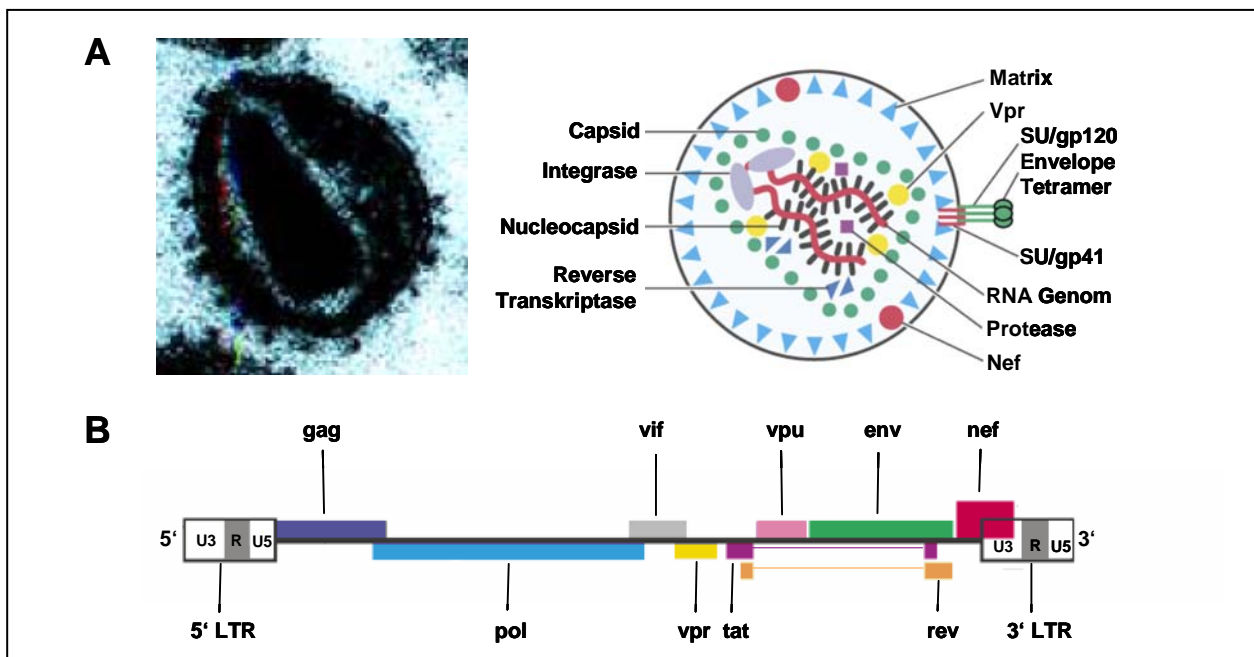 A
Capsid
Integrase
Nucleocapsid
Reverse
Transkriptase
Matrix
Vpr
SU/gp120
Envelope
Tetramer
SU/gp41
RNA Genom
Protease
Nef
B
gag
vif
vpu
env
nef
5‘
U3
R
U5
U3
R
U5
3‘
5‘ LTR
pol
vpr
tat
rev
3‘ LTR